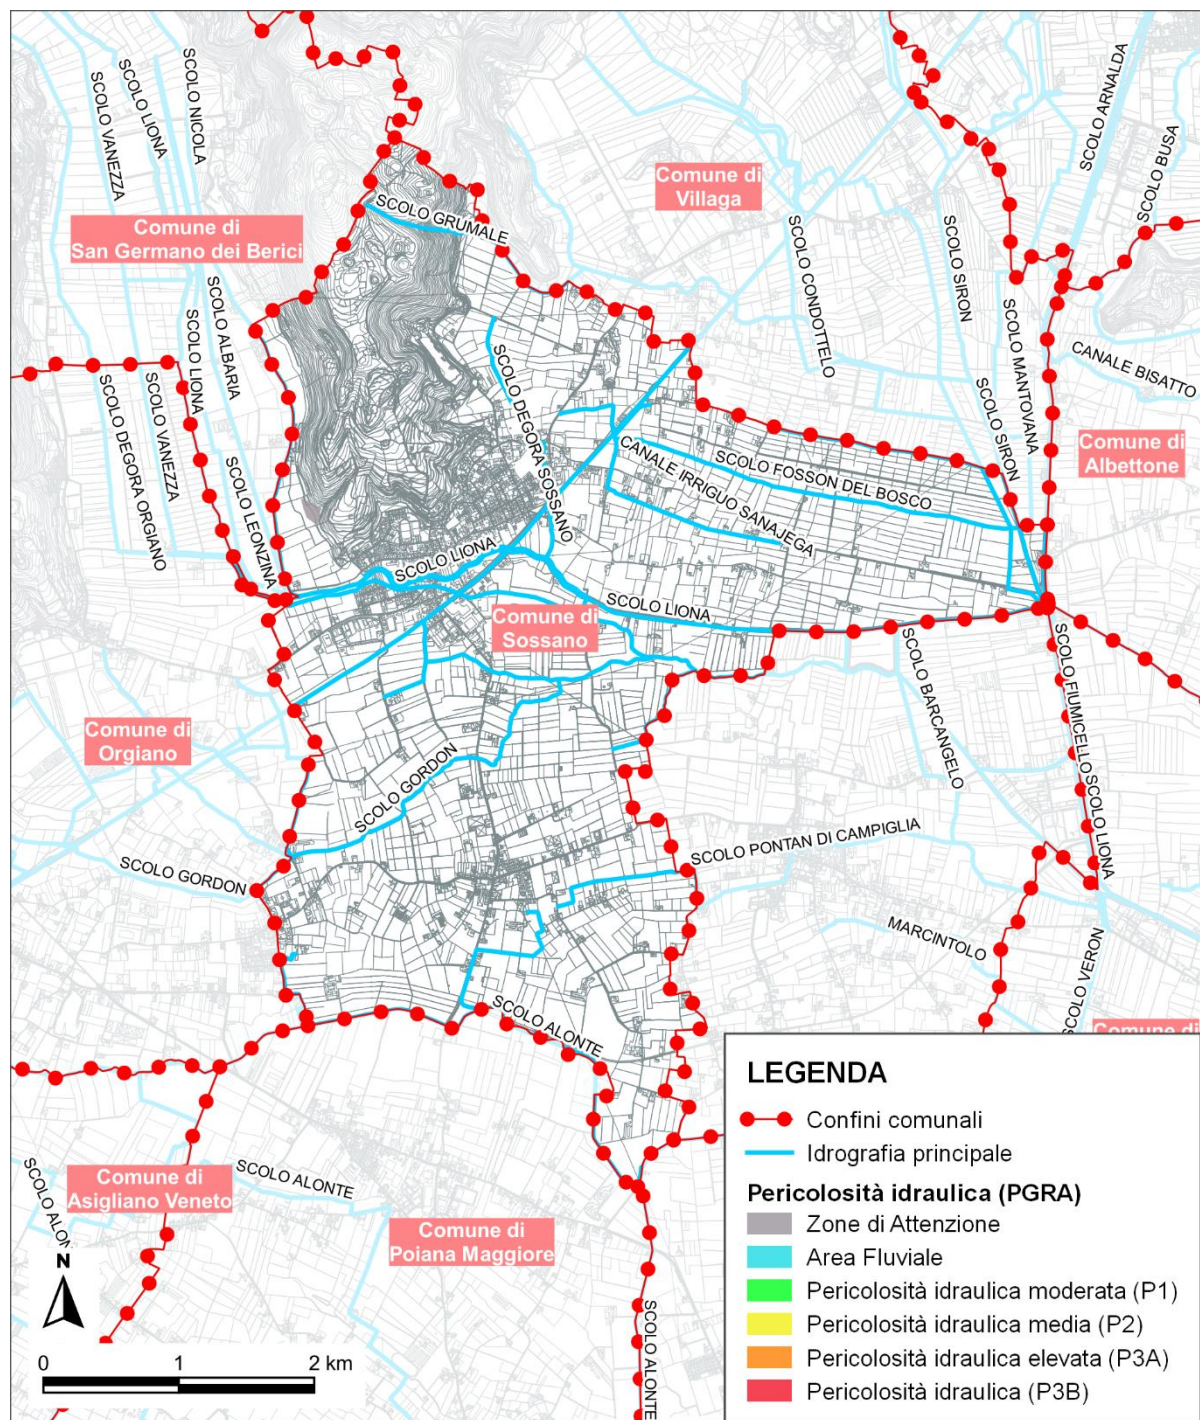 SCOLO VANEZZA
SCOLO LIONA
SCOLO NICOLA
SCOLO ARNALDA
SCOLO BUSA
Comune di
Villaga
SCOLO GRUMALE
Comune di
San Germano dei Berici
SCOLO CONDOTTELO
SCOLO SIRON
SCOLO MANTOVANA
CANALE BISATTO
SCOLO LIONA
SCOLO ALBARIA
SCOLO DEGORA SOSSANO
SCOLO DEGORA ORGIANO
SCOLO VANEZZA
SCOLO LEONZINA
SCOLO SIRON
Comune di
Albettone
SCOLO FOSSON DEL BOSCO
CANALE IRRIGUO SANAJEGA
SCOLO LIONA
SCOLO LIONA
Comune di
Sossano
SCOLO BARCANGELO
SCOLO FIUMICELLO
SCOLO LIONA
Comune di
Orgiano
SCOLO GORDON
SCOLO GORDON
SCOLO PONTAN DI CAMPIGLIA
MARCINTOLO
SCOLO VERON
SCOLO ALONTE
Comune di
SCOLO ALONTE
SCOLO ALONTE
Comune di
Asigliano Veneto
Comune di
Poiana Maggiore
SCOLO ALONTE
N
0 1 2 km
LEGENDA
Confini comunali
Idrografia principale
Pericolosità idraulica (PGRA)
Zone di Attenzione
Area Fluviale
Pericolosità idraulica moderata (P1)
Pericolosità idraulica media (P2)
Pericolosità idraulica elevata (P3A)
Pericolosità idraulica (P3B)